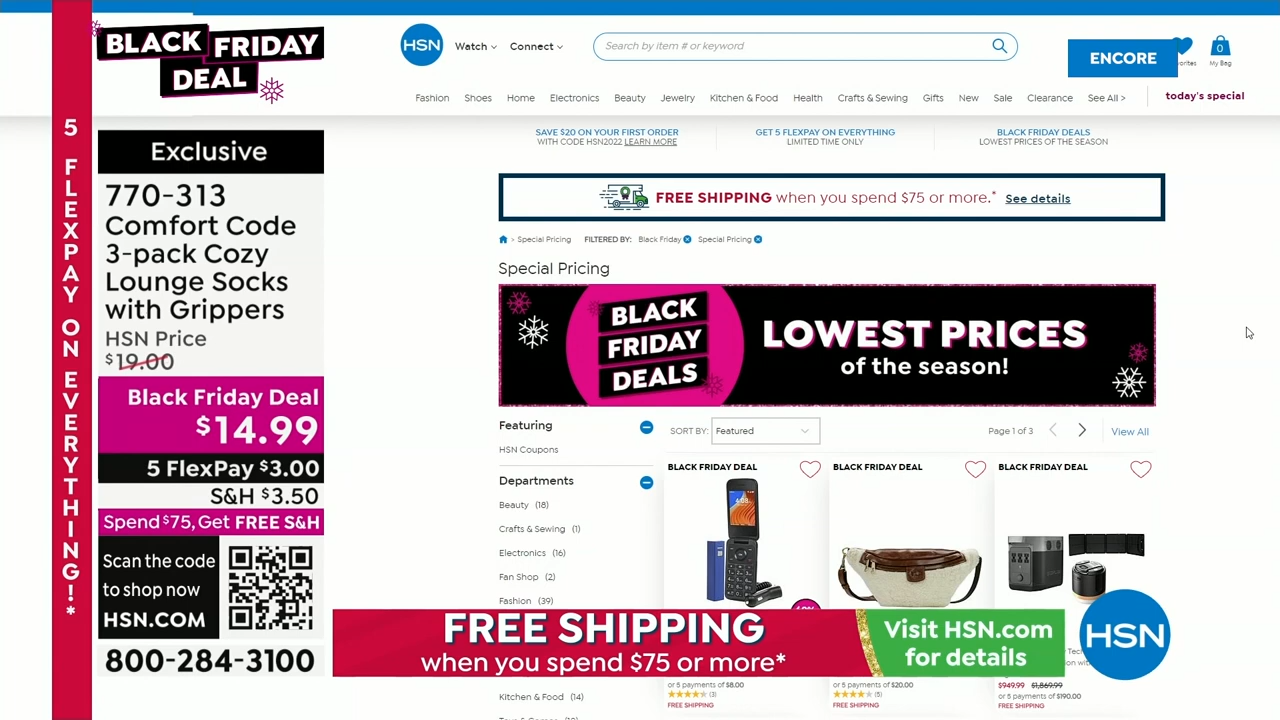 BLACK FRIDAY
DEAL
5 FLEXPAY ON EVERYTHING!*
Exclusive
770-313
Comfort Code
3-pack Cozy
Lounge Socks
with Grippers
HSN Price
$19.00
Black Friday Deal
$14.99
5 FlexPay $3.00
S&H $3.50
Spend $75, Get FREE S&H
Scan the code
to shop now
HSN.COM
800-284-3100
HSN
Watch
Connect
Search by item # or keyword
ENCORE
My Bag
0
Fashion Shoes Home Electronics Beauty Jewelry Kitchen & Food Health Crafts & Sewing Gifts New Sale Clearance See All > today's special
SAVE $20 ON YOUR FIRST ORDER
WITH CODE HSN2022 LEARN MORE
GET 5 FLEXPAY ON EVERYTHING
LIMITED TIME ONLY
BLACK FRIDAY DEALS
LOWEST PRICES OF THE SEASON
FREE SHIPPING when you spend $75 or more.* See details
> Special Pricing FILTERED BY: Black Friday Special Pricing
Special Pricing
BLACK
FRIDAY
DEALS
LOWEST PRICES
of the season!
Featuring
HSN Coupons
Departments
Beauty (18)
Crafts & Sewing (1)
Electronics (16)
Fan Shop (2)
Fashion (39)
Kitchen & Food (14)
SORT BY: Featured
Page 1 of 3
View All
BLACK FRIDAY DEAL
BLACK FRIDAY DEAL
BLACK FRIDAY DEAL
4:08
FREE SHIPPING
when you spend $75 or more*
Visit HSN.com
for details
HSN
or 5 payments of $8.00
(3)
FREE SHIPPING
or 5 payments of $20.00
(5)
FREE SHIPPING
$949.99 $1,869.99
or 5 payments of $190.00
FREE SHIPPING